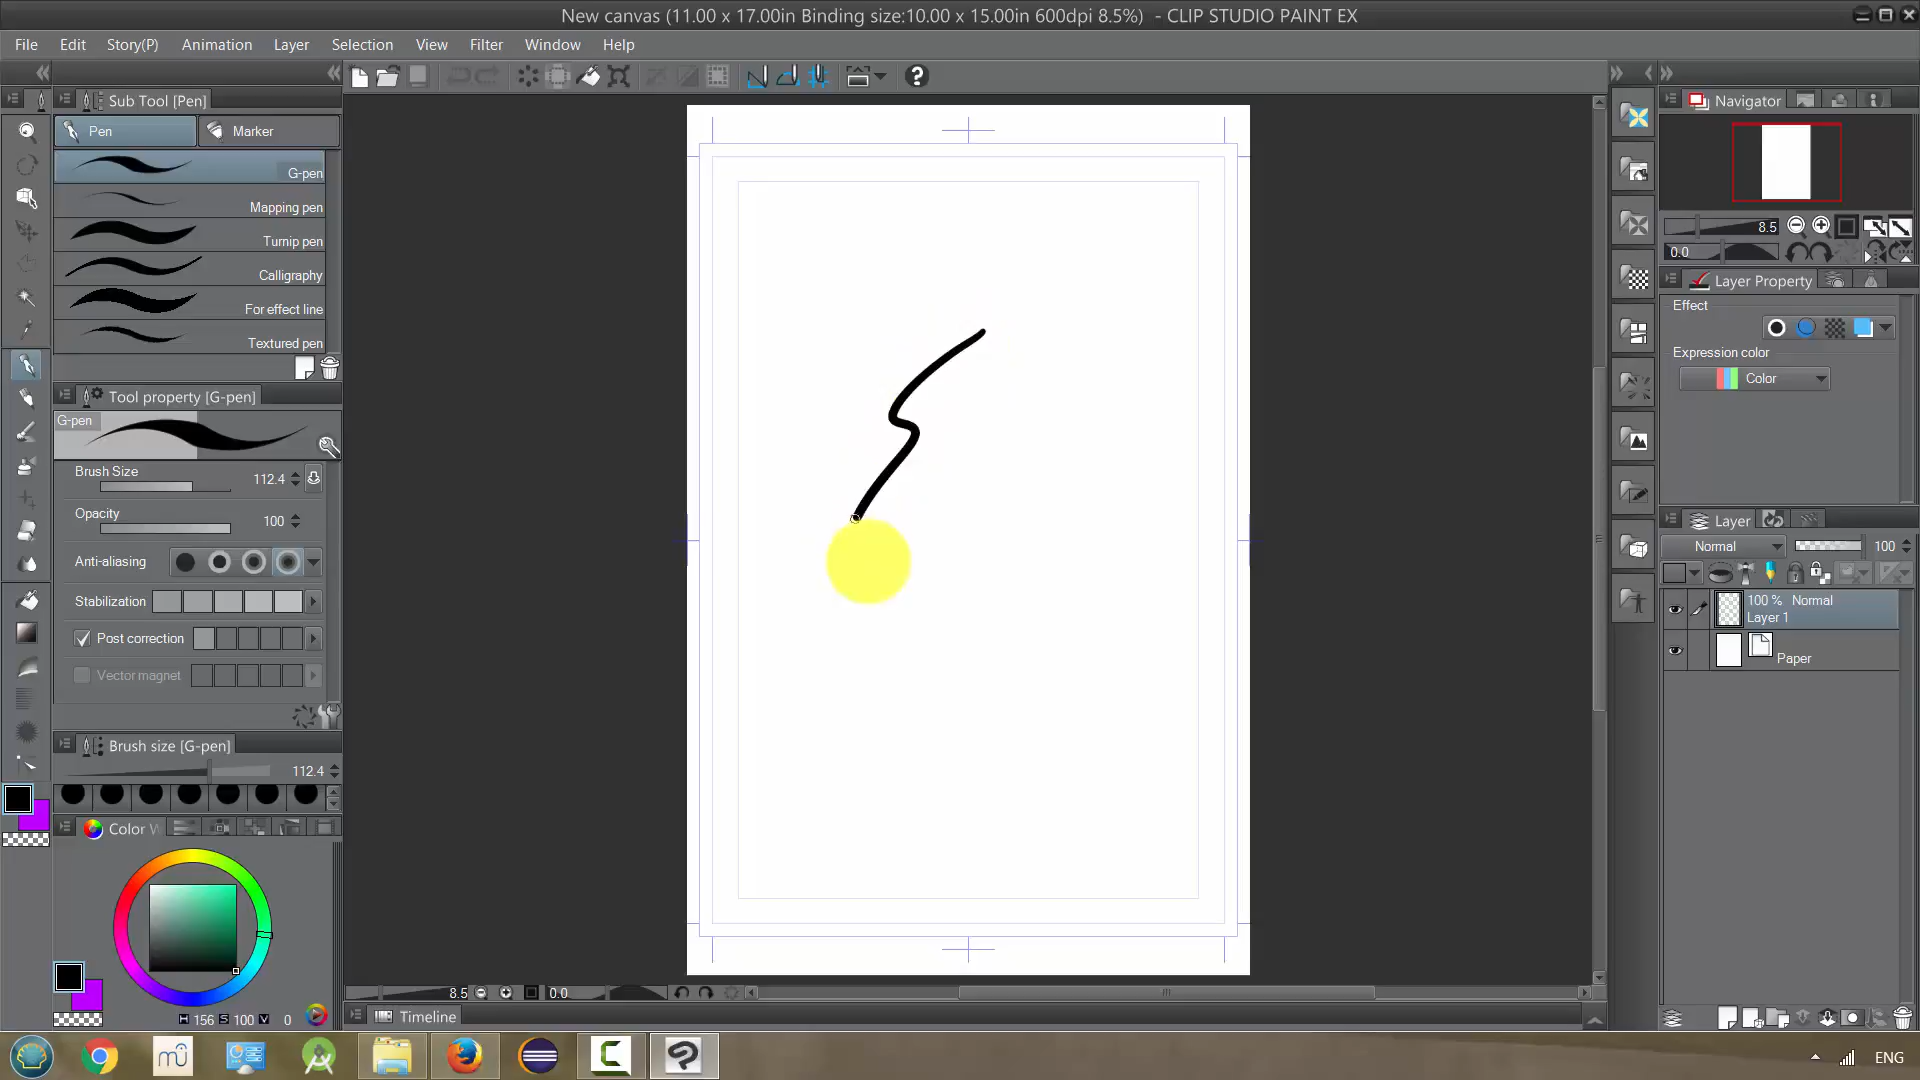 New canvas (11.00 x 17.00in Binding size:10.00 x 15.00in 600dpi 8.5%) - CLIP STUDIO PAINT EX
File Edit Story(P) Animation Layer Selection View Filter Window Help
Sub Tool [Pen]
Pen Marker
G-pen
Mapping pen
Turnip pen
Calligraphy
For effect line
Textured pen
Tool property [G-pen]
G-pen
Brush Size 112.4
Opacity 100
Anti-aliasing
Stabilization
Post correction
Vector magnet
Brush size [G-pen]
112.4
Color W
H 156 S 100 V 0
8.5 0.0
Timeline
Navigator
8.5
0.0
Layer Property
Effect
Expression color
Color
Layer
Normal 100
100 % Normal
Layer 1
Paper
ENG